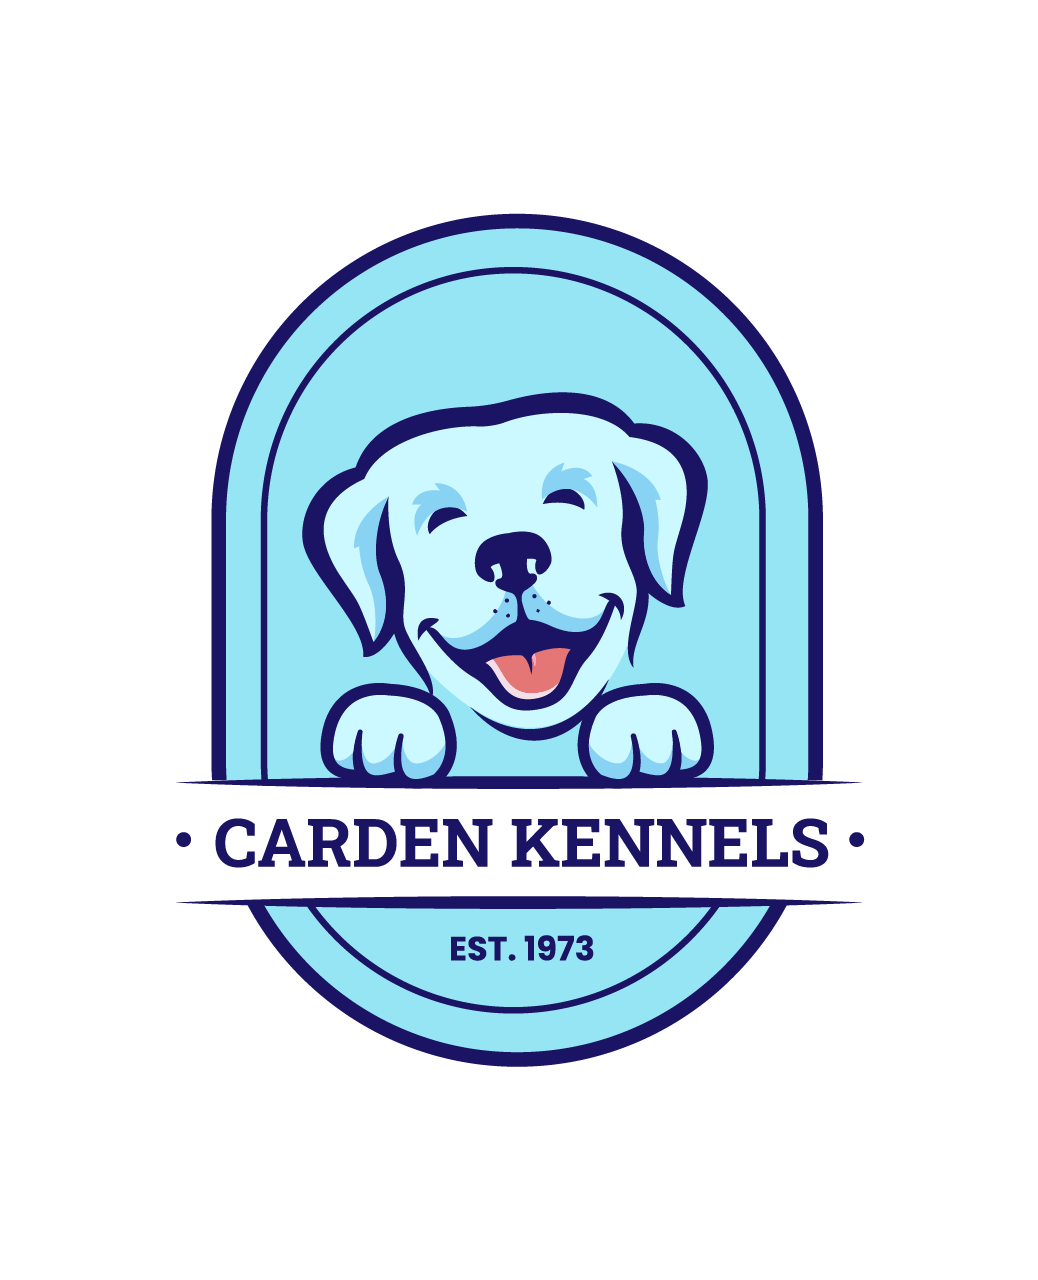 • CARDEN KENNELS •
EST. 1973